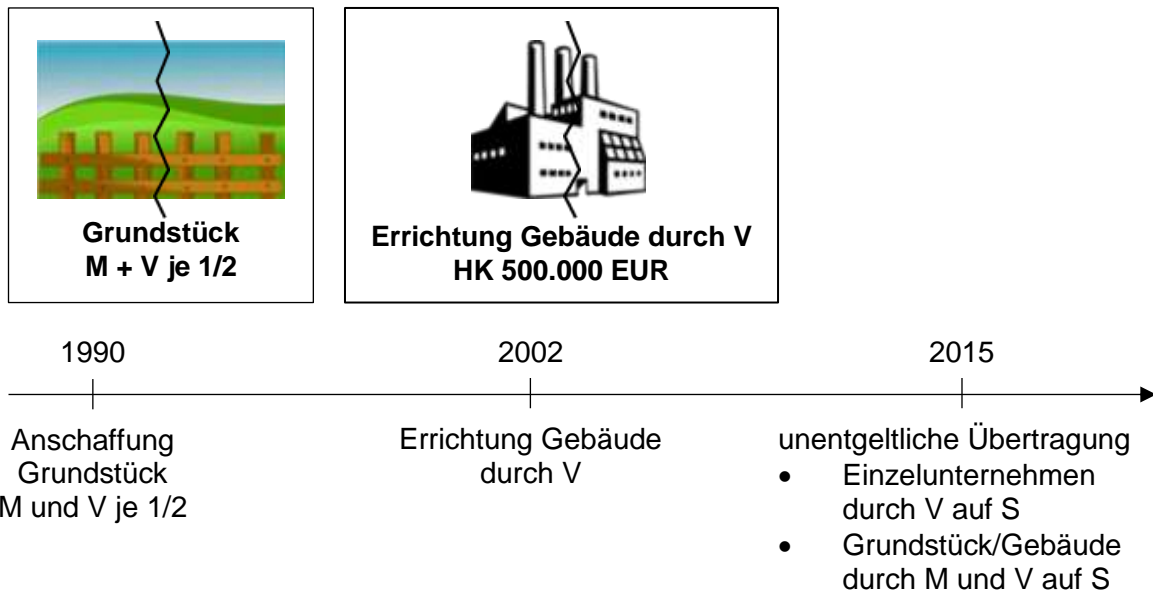 Grundstück
M + V je 1/2
Errichtung Gebäude durch V
HK 500.000 EUR
1990
2002
2015
Anschaffung
Grundstück
M und V je 1/2
Errichtung Gebäude
durch V
unentgeltliche Übertragung
• Einzelunternehmen
durch V auf S
• Grundstück/Gebäude
durch M und V auf S